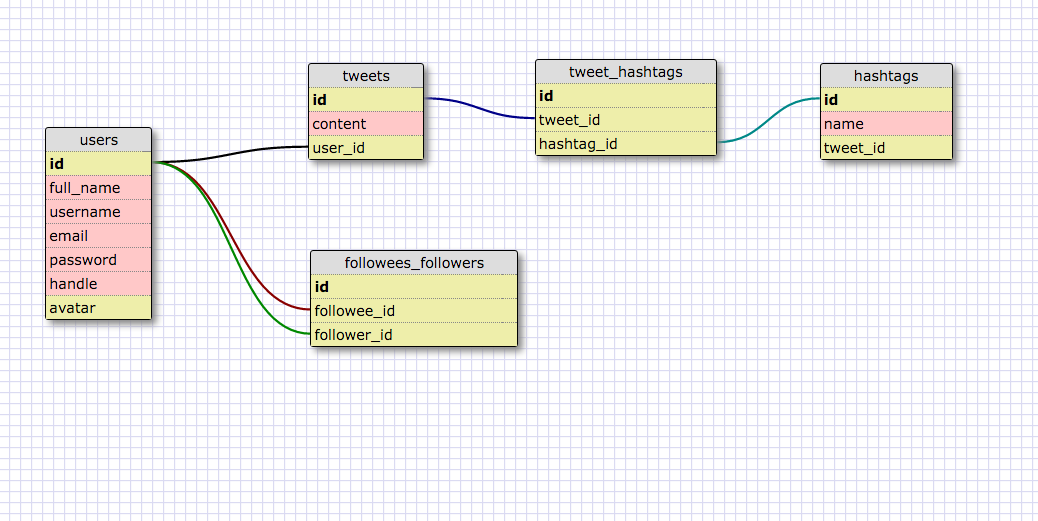 users
id
full_name
username
email
password
handle
avatar
tweets
id
content
user_id
followees_followers
id
followee_id
follower_id
tweet_hashtags
id
tweet_id
hashtag_id
hashtags
id
name
tweet_id